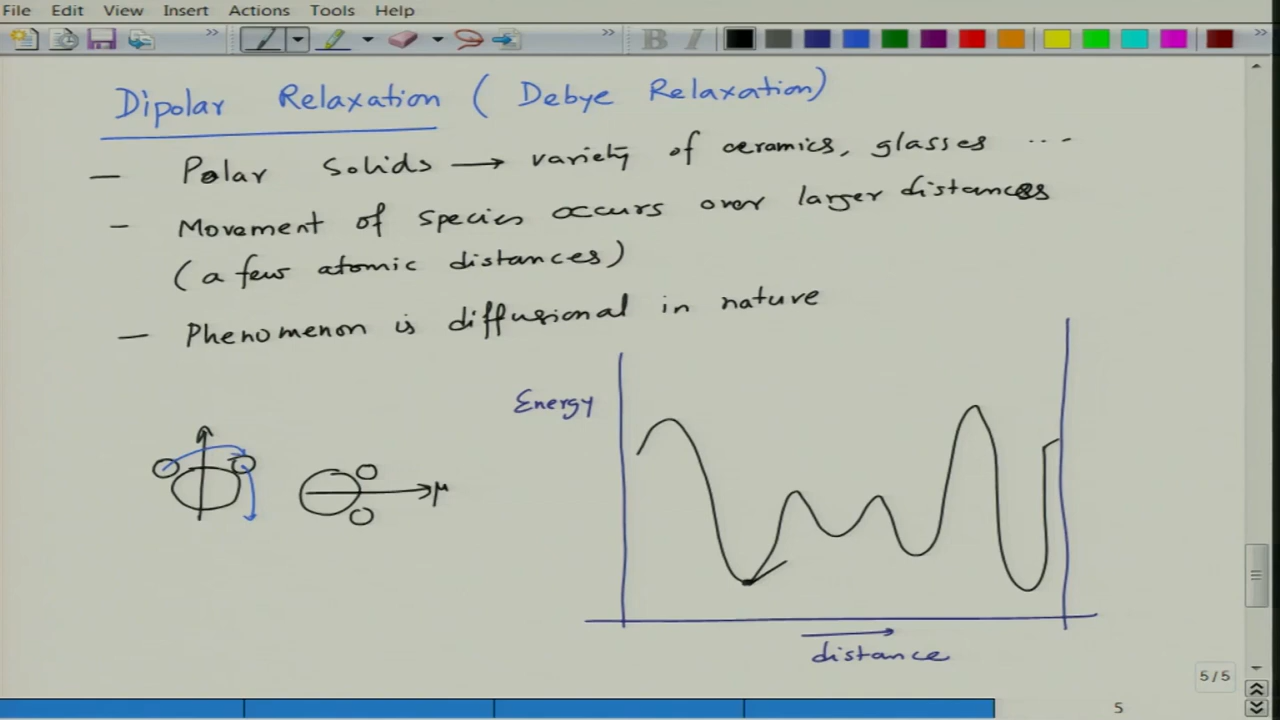 File Edit View Insert Actions Tools Help
Dipolar Relaxation (Debye Relaxation)
— Polar Solids → variety of ceramics, glasses ...
— Movement of species occurs over larger distances
(a few atomic distances)
— Phenomenon is diffusional in nature
Energy
μ
distance
5/5
5